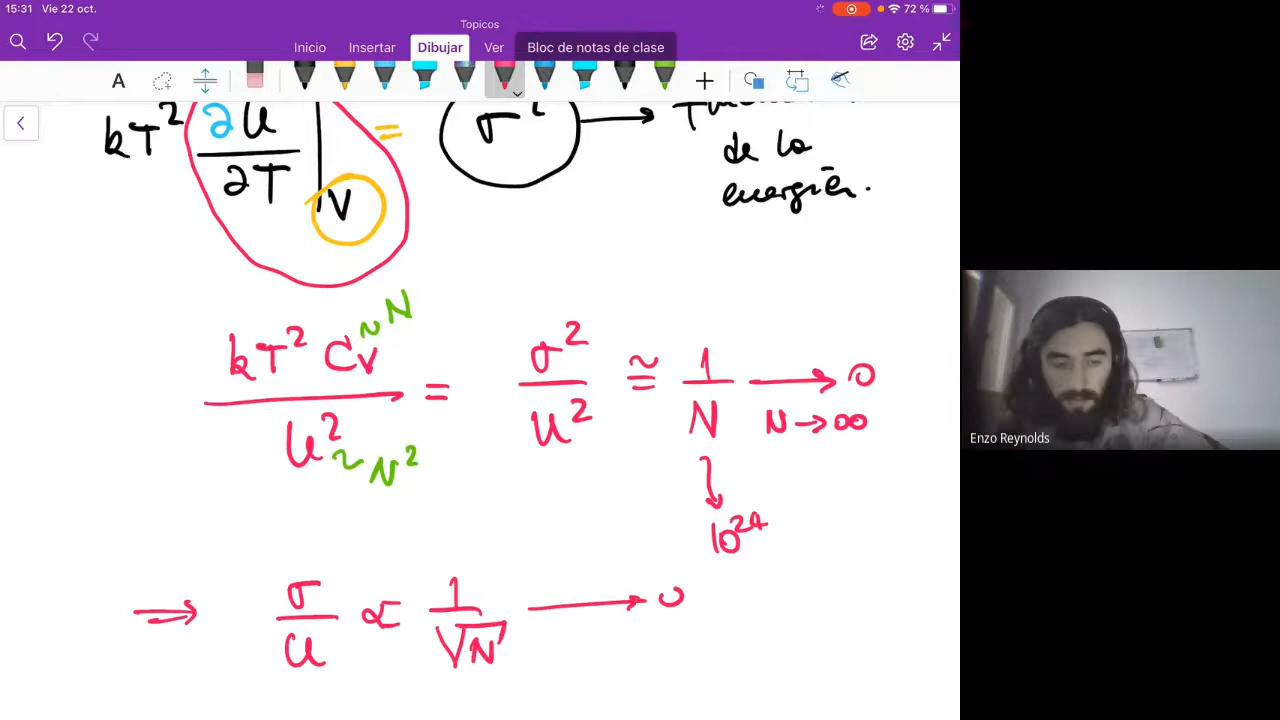 15:31 Vie 22 oct. 72 %
Topicos
Inicio Insertar Dibujar Ver Bloc de notas de clase
A
kT² ∂U/∂T |V = σ² →
de la
energía.
kT² CV ~N / U² ~N² = σ²/U² ≅ 1/N → 0
N → ∞
10²⁴
⇒ σ/U ∝ 1/√N → 0
Enzo Reynolds